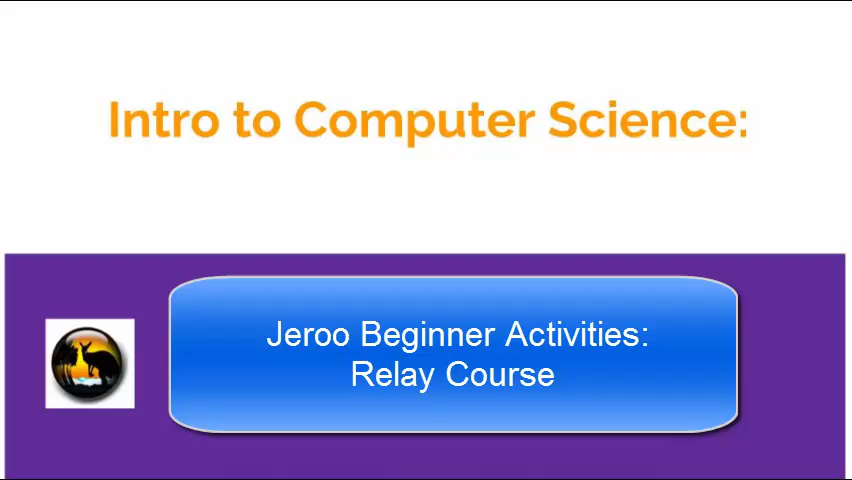 Intro to Computer Science:
Jeroo Beginner Activities:
Relay Course